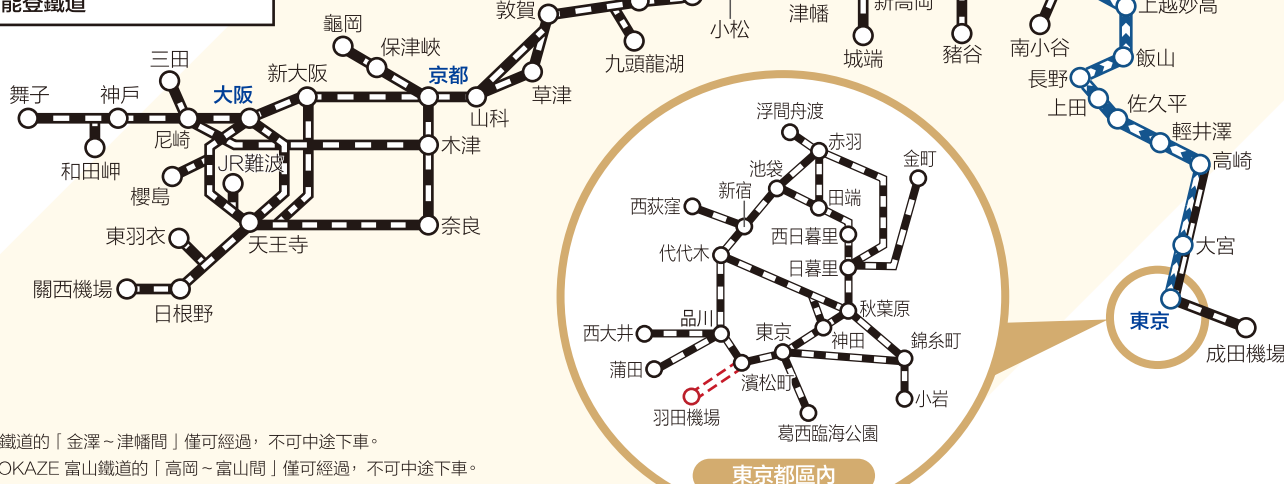 能登鐵道
敦賀
小松
津幡
新高岡
城端
豬谷
南小谷
上越妙高
九頭龍湖
龜岡
保津峽
三田
新大阪
京都
草津
長野
飯山
舞子
神戶
大阪
山科
上田
佐久平
尼崎
木津
輕井澤
和田岬
JR難波
高崎
櫻島
浮間舟渡
赤羽
池袋
金町
新宿
田端
西荻窪
東羽衣
天王寺
奈良
西日暮里
代代木
日暮里
大宮
關西機場
日根野
品川
秋葉原
東京
西大井
東京
神田
錦糸町
成田機場
蒲田
濱松町
小岩
羽田機場
葛西臨海公園
鐵道的「金澤~津幡間」僅可經過，不可中途下車。
OKAZE 富山鐵道的「高岡~富山間」僅可經過，不可中途下車。
東京都區內